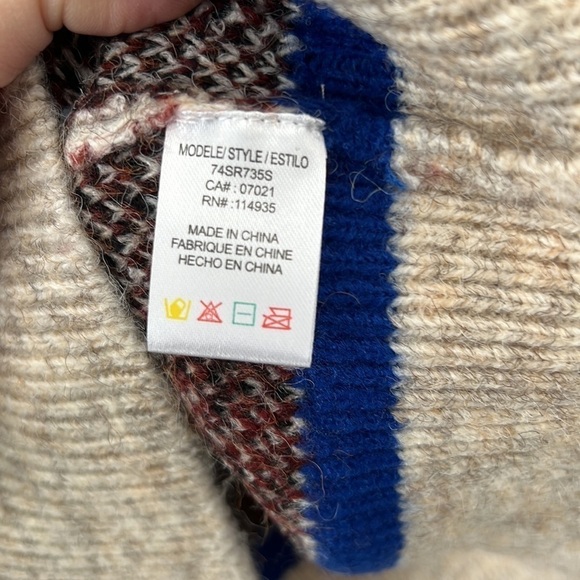 MODELE/ STYLE / ESTILO
74SR735S
CA# : 07021
RN# : 114935
MADE IN CHINA
FABRIQUE EN CHINE
HECHO EN CHINA